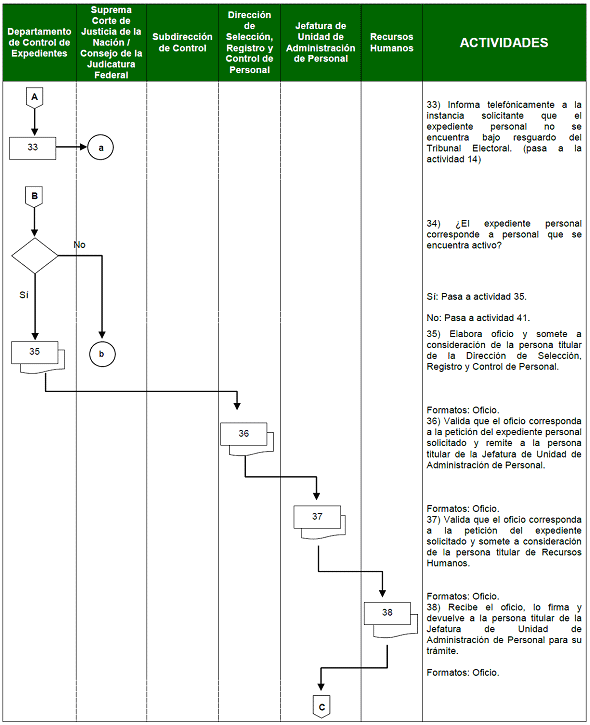 Departamento
de Control de
Expedientes
Suprema
Corte de
Justicia de la
Nación /
Consejo de la
Judicatura
Federal
Subdirección
de Control
Dirección
de
Selección,
Registro y
Control de
Personal
Jefatura de
Unidad de
Administración
de Personal
Recursos
Humanos
ACTIVIDADES
A
33
a
33) Informa telefónicamente a la
instancia solicitante que el
expediente personal no se
encuentra bajo resguardo del
Tribunal Electoral. (pasa a la
actividad 14)
B
No
Sí
34) ¿El expediente personal
corresponde a personal que se
encuentra activo?
Sí: Pasa a actividad 35.
No: Pasa a actividad 41.
35
b
35) Elabora oficio y somete a
consideración de la persona titular
de la Dirección de Selección,
Registro y Control de Personal.
Formatos: Oficio.
36
36) Valida que el oficio corresponda
a la petición del expediente personal
solicitado y remite a la persona
titular de la Jefatura de Unidad de
Administración de Personal.
Formatos: Oficio.
37
37) Valida que el oficio corresponda
a la petición del expediente
solicitado y somete a consideración
de la persona titular de Recursos
Humanos.
Formatos: Oficio.
38
38) Recibe el oficio, lo firma y
devuelve a la persona titular de la
Jefatura de Unidad de
Administración de Personal para su
trámite.
Formatos: Oficio.
C